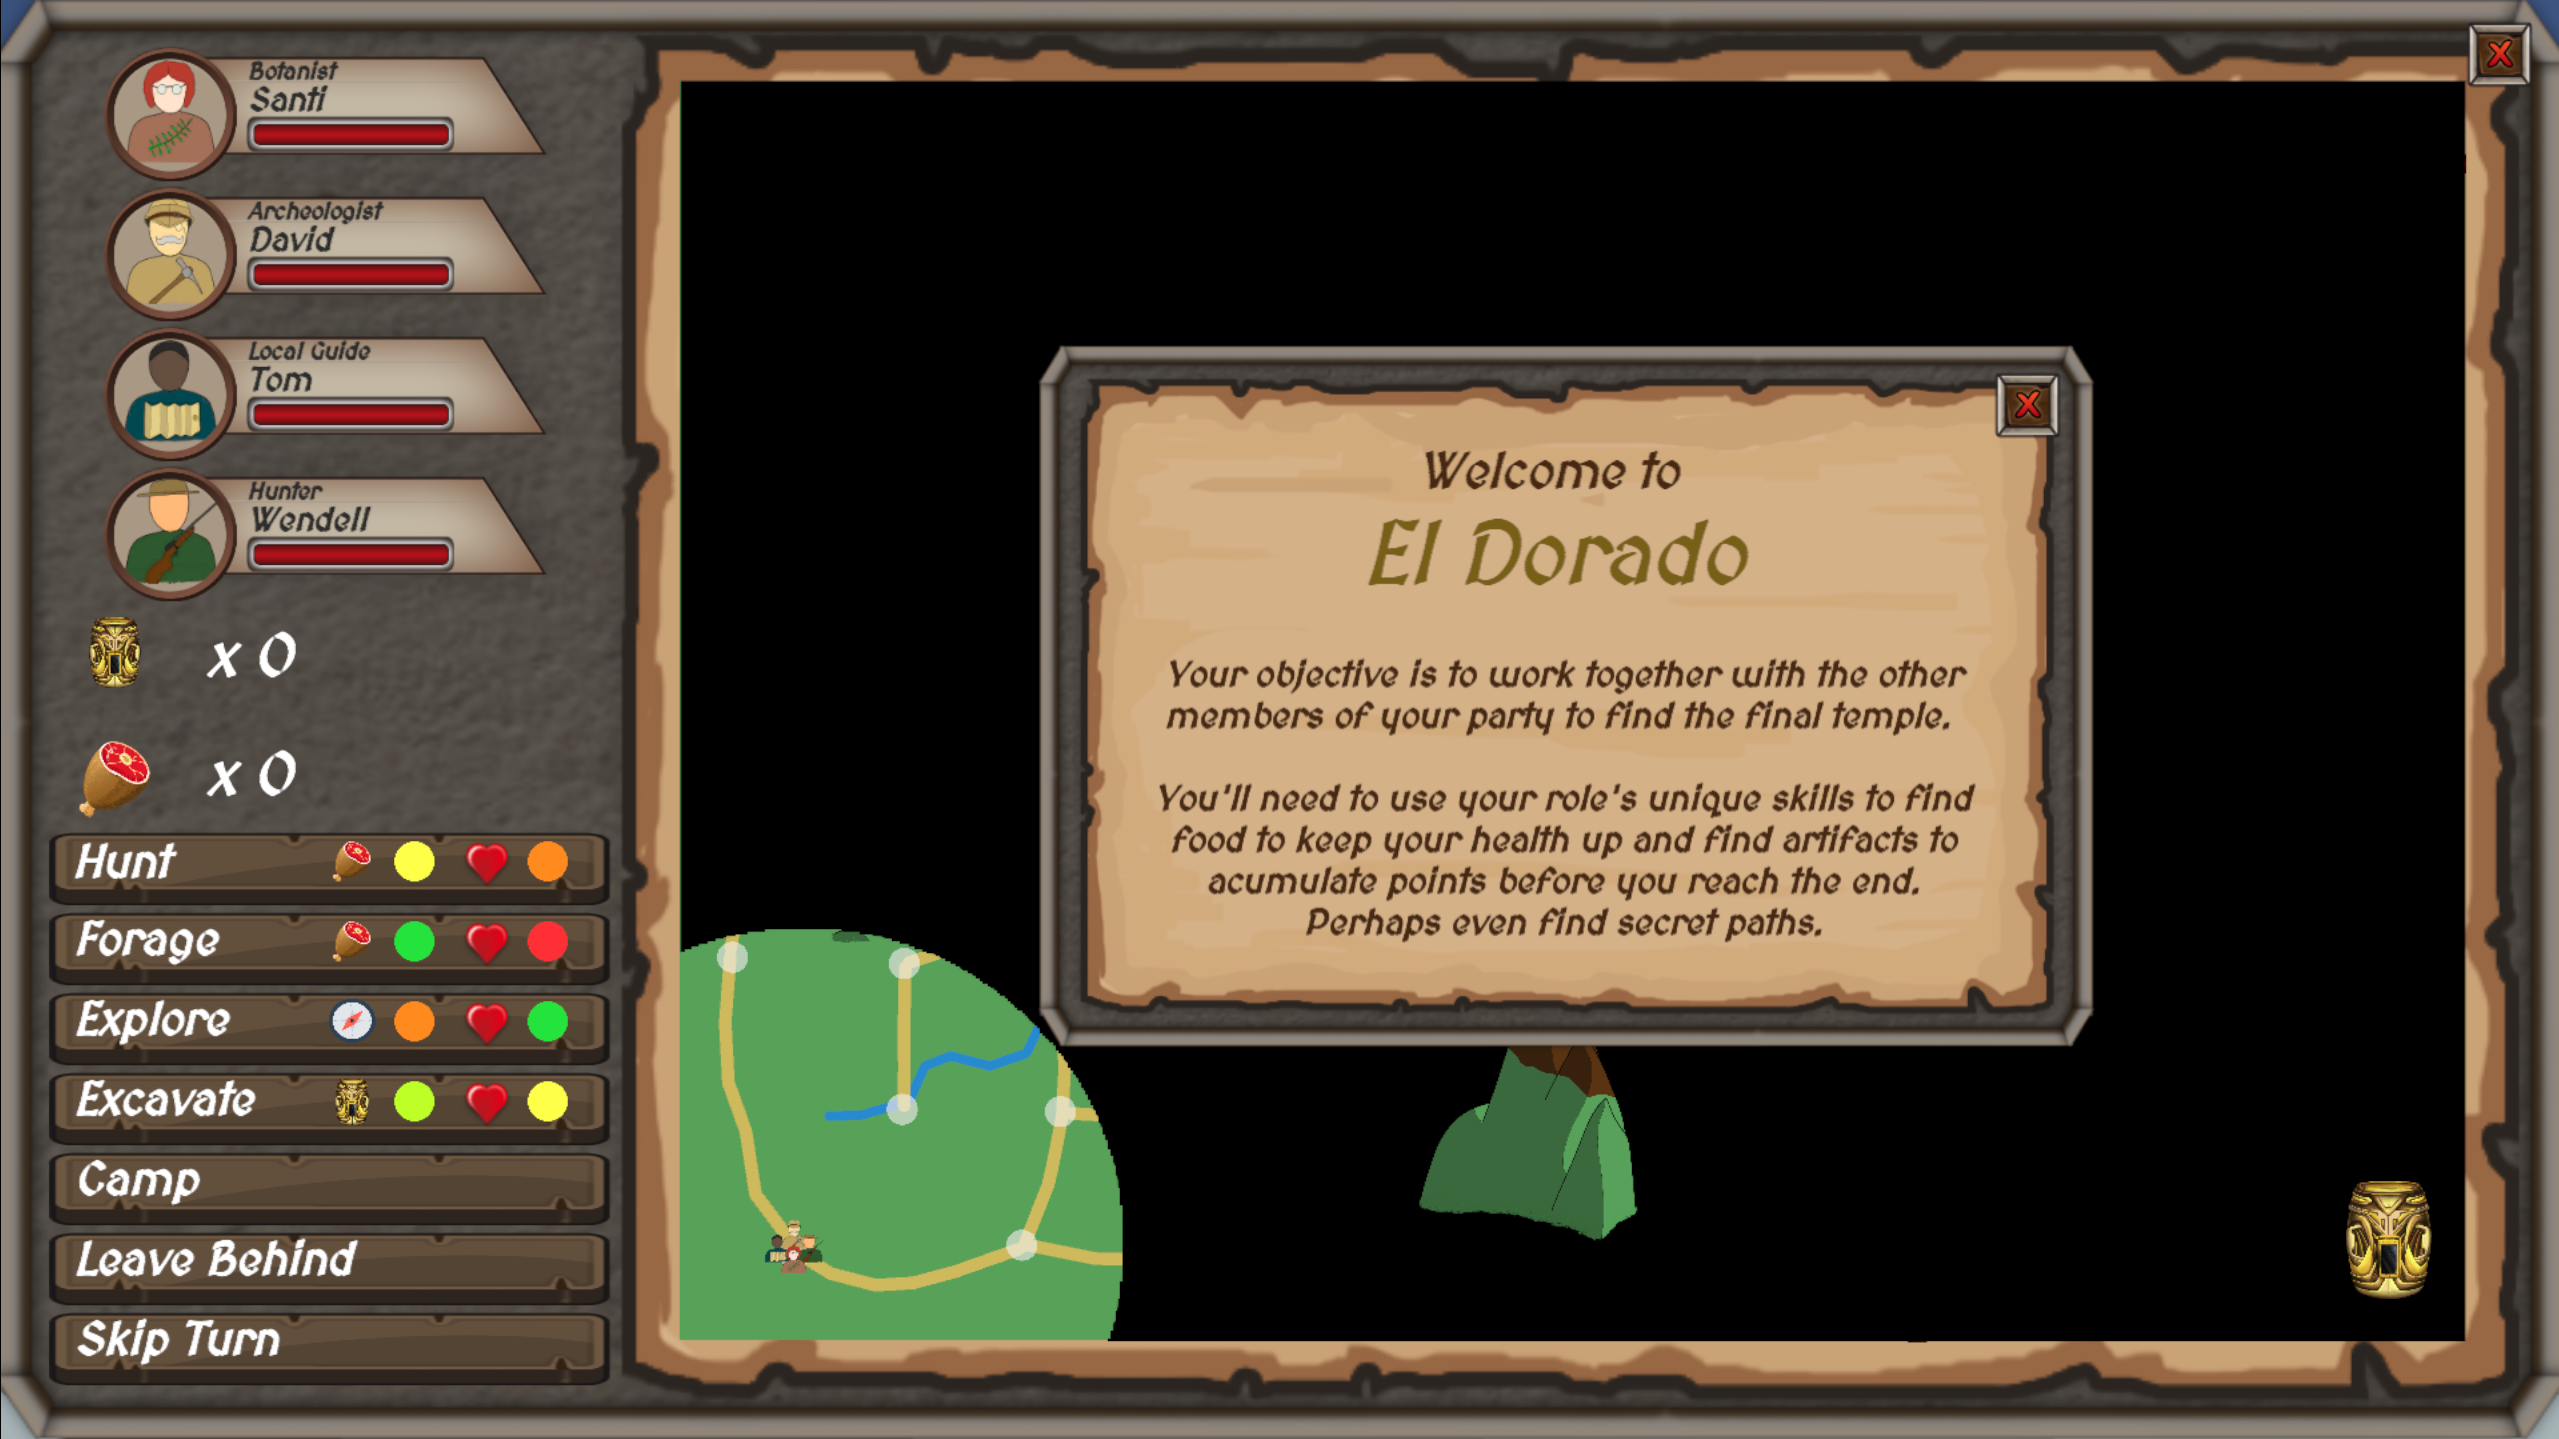 Botanist
Santi
Archeologist
David
Local Guide
Tom
Hunter
Wendell
x 0
x 0
Hunt
Forage
Explore
Excavate
Camp
Leave Behind
Skip Turn
Welcome to
El Dorado
Your objective is to work together with the other
members of your party to find the final temple.
You'll need to use your role's unique skills to find
food to keep your health up and find artifacts to
acumulate points before you reach the end.
Perhaps even find secret paths.